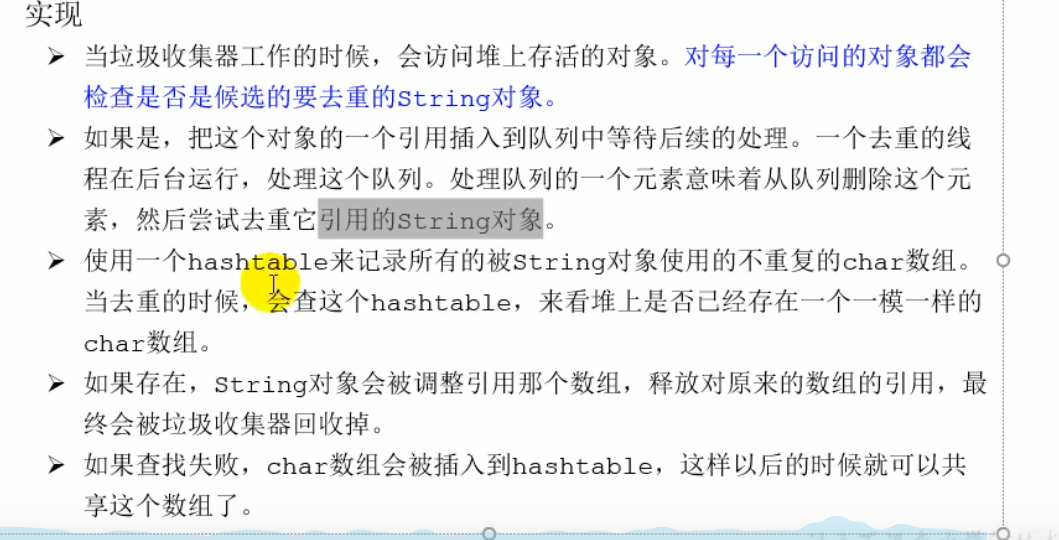 实现
➢ 当垃圾收集器工作的时候，会访问堆上存活的对象。对每一个访问的对象都会
检查是否是候选的要去重的String对象。
➢ 如果是，把这个对象的一个引用插入到队列中等待后续的处理。一个去重的线
程在后台运行，处理这个队列。处理队列的一个元素意味着从队列删除这个元
素，然后尝试去重它引用的String对象。
➢ 使用一个hashtable来记录所有的被String对象使用的不重复的char数组。
当去重的时候，会查这个hashtable，来看堆上是否已经存在一个一模一样的
char数组。
➢ 如果存在，String对象会被调整引用那个数组，释放对原来的数组的引用，最
终会被垃圾收集器回收掉。
➢ 如果查找失败，char数组会被插入到hashtable，这样以后的时候就可以共
享这个数组了。